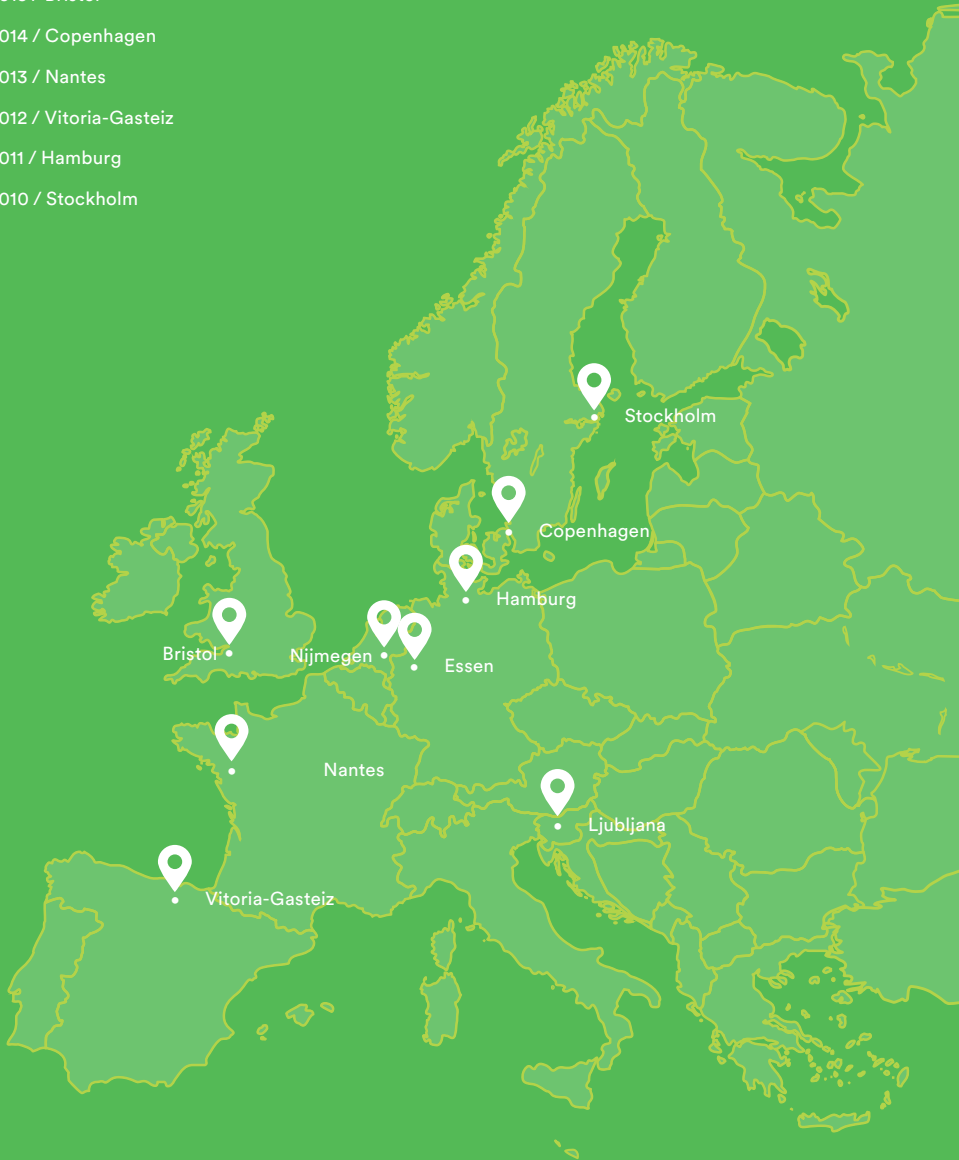 014 / Copenhagen
013 / Nantes
012 / Vitoria-Gasteiz
011 / Hamburg
010 / Stockholm
Stockholm
Copenhagen
Hamburg
Bristol
Nijmegen
Essen
Nantes
Ljubljana
Vitoria-Gasteiz